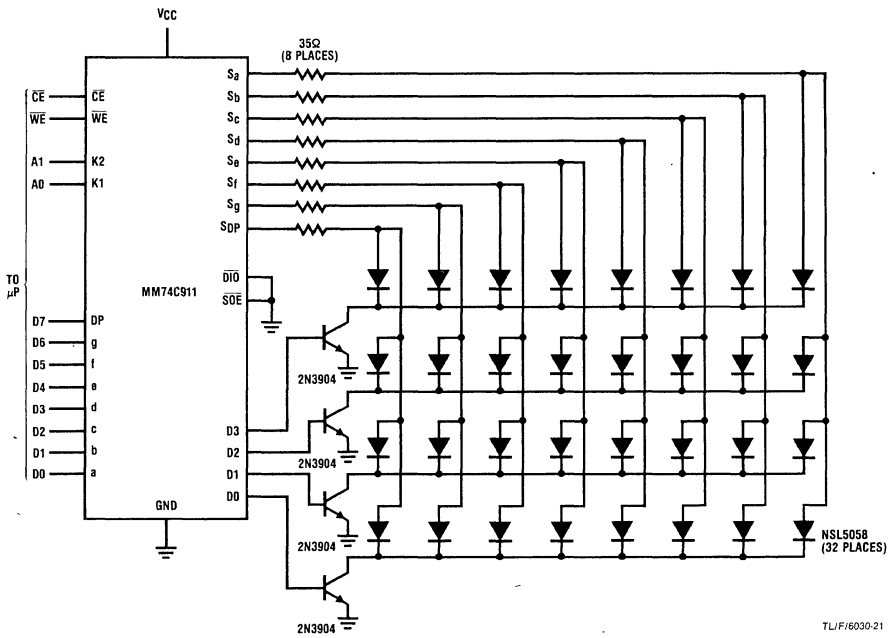 VCC
35Ω
(8 PLACES)
Sa
Sb
Sc
Sd
Se
Sf
Sg
SDP
CE CE
WE WE
A1 K2
A0 K1
DIO
SOE
MM74C911
TO
μP
D7 DP
D6 g
D5 f
D4 e
D3 d
D2 c
D1 b
D0 a
D3
D2
D1
D0
GND
2N3904
2N3904
2N3904
2N3904
NSL5058
(32 PLACES)
TL/F/6030-21